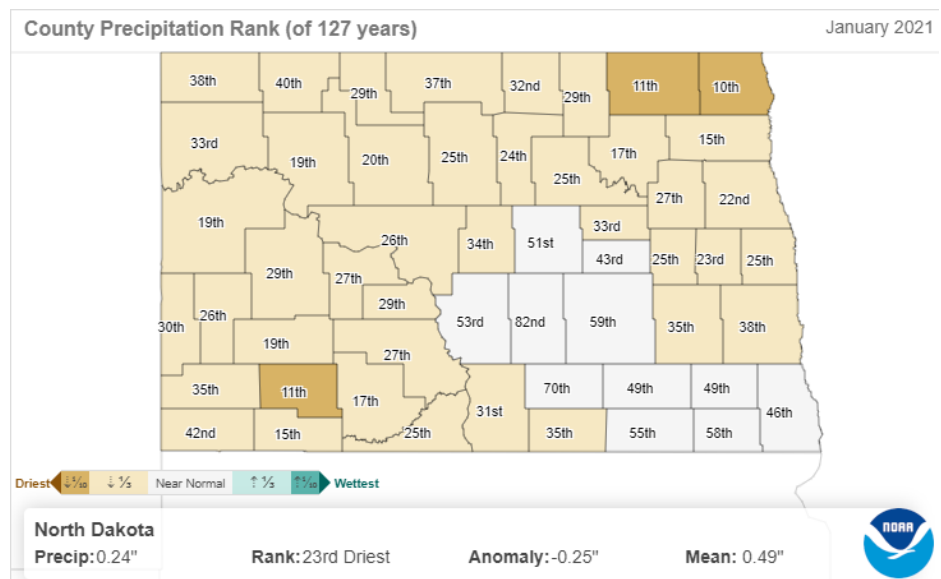 County Precipitation Rank (of 127 years)
January 2021
38th 40th 29th 37th 32nd 29th 11th 10th
33rd 19th 20th 25th 24th 25th 17th 15th
27th 22nd
19th 26th 34th 51st 33rd
43rd 25th 23rd 25th
29th 27th 29th
30th 26th 53rd 82nd 59th 35th 38th
19th 27th
35th 11th 17th 31st 70th 49th 49th 46th
42nd 15th 25th 35th 55th 58th
Driest ↓ 1/10 ↓ 1/3 Near Normal ↑ 1/3 ↑ 1/10 Wettest
North Dakota
Precip:0.24" Rank:23rd Driest Anomaly:-0.25" Mean: 0.49"
NOAA